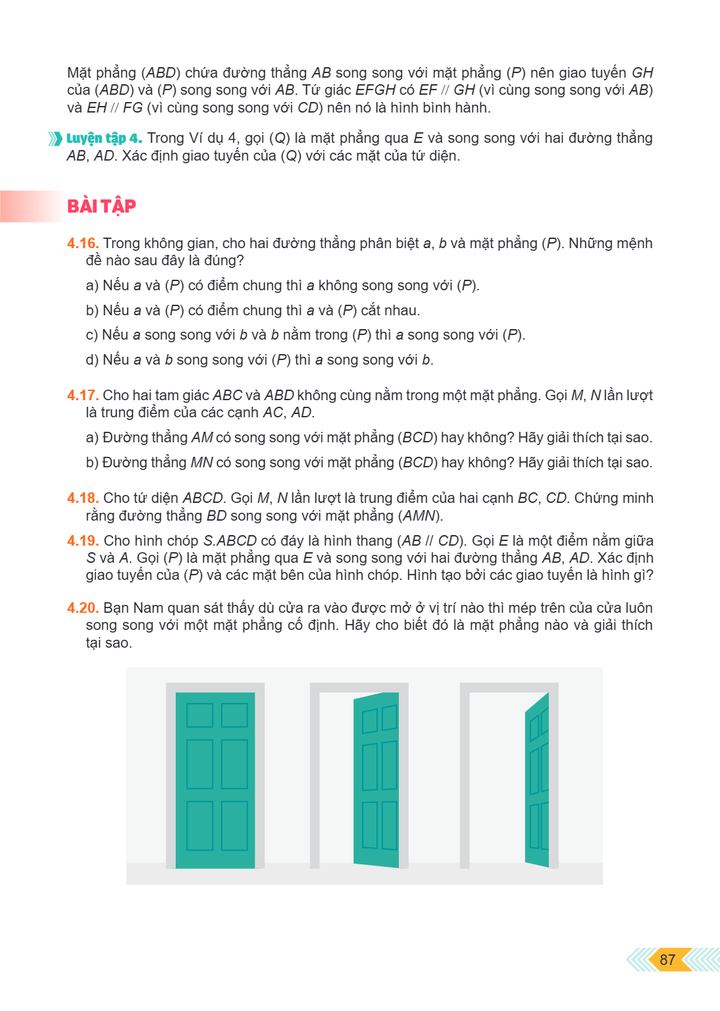 Mặt phẳng (ABD) chứa đường thẳng AB song song với mặt phẳng (P) nên giao tuyến GH
của (ABD) và (P) song song với AB. Tứ giác EFGH có EF // GH (vì cùng song song với AB)
và EH // FG (vì cùng song song với CD) nên nó là hình bình hành.
Luyện tập 4. Trong Ví dụ 4, gọi (Q) là mặt phẳng qua E và song song với hai đường thẳng
AB, AD. Xác định giao tuyến của (Q) với các mặt của tứ diện.
BÀI TẬP
4.16. Trong không gian, cho hai đường thẳng phân biệt a, b và mặt phẳng (P). Những mệnh
đề nào sau đây là đúng?
a) Nếu a và (P) có điểm chung thì a không song song với (P).
b) Nếu a và (P) có điểm chung thì a và (P) cắt nhau.
c) Nếu a song song với b và b nằm trong (P) thì a song song với (P).
d) Nếu a và b song song với (P) thì a song song với b.
4.17. Cho hai tam giác ABC và ABD không cùng nằm trong một mặt phẳng. Gọi M, N lần lượt
là trung điểm của các cạnh AC, AD.
a) Đường thẳng AM có song song với mặt phẳng (BCD) hay không? Hãy giải thích tại sao.
b) Đường thẳng MN có song song với mặt phẳng (BCD) hay không? Hãy giải thích tại sao.
4.18. Cho tứ diện ABCD. Gọi M, N lần lượt là trung điểm của hai cạnh BC, CD. Chứng minh
rằng đường thẳng BD song song với mặt phẳng (AMN).
4.19. Cho hình chóp S.ABCD có đáy là hình thang (AB // CD). Gọi E là một điểm nằm giữa
S và A. Gọi (P) là mặt phẳng qua E và song song với hai đường thẳng AB, AD. Xác định
giao tuyến của (P) và các mặt bên của hình chóp. Hình tạo bởi các giao tuyến là hình gì?
4.20. Bạn Nam quan sát thấy dù cửa ra vào được mở ở vị trí nào thì mép trên của cửa luôn
song song với một mặt phẳng cố định. Hãy cho biết đó là mặt phẳng nào và giải thích
tại sao.
87